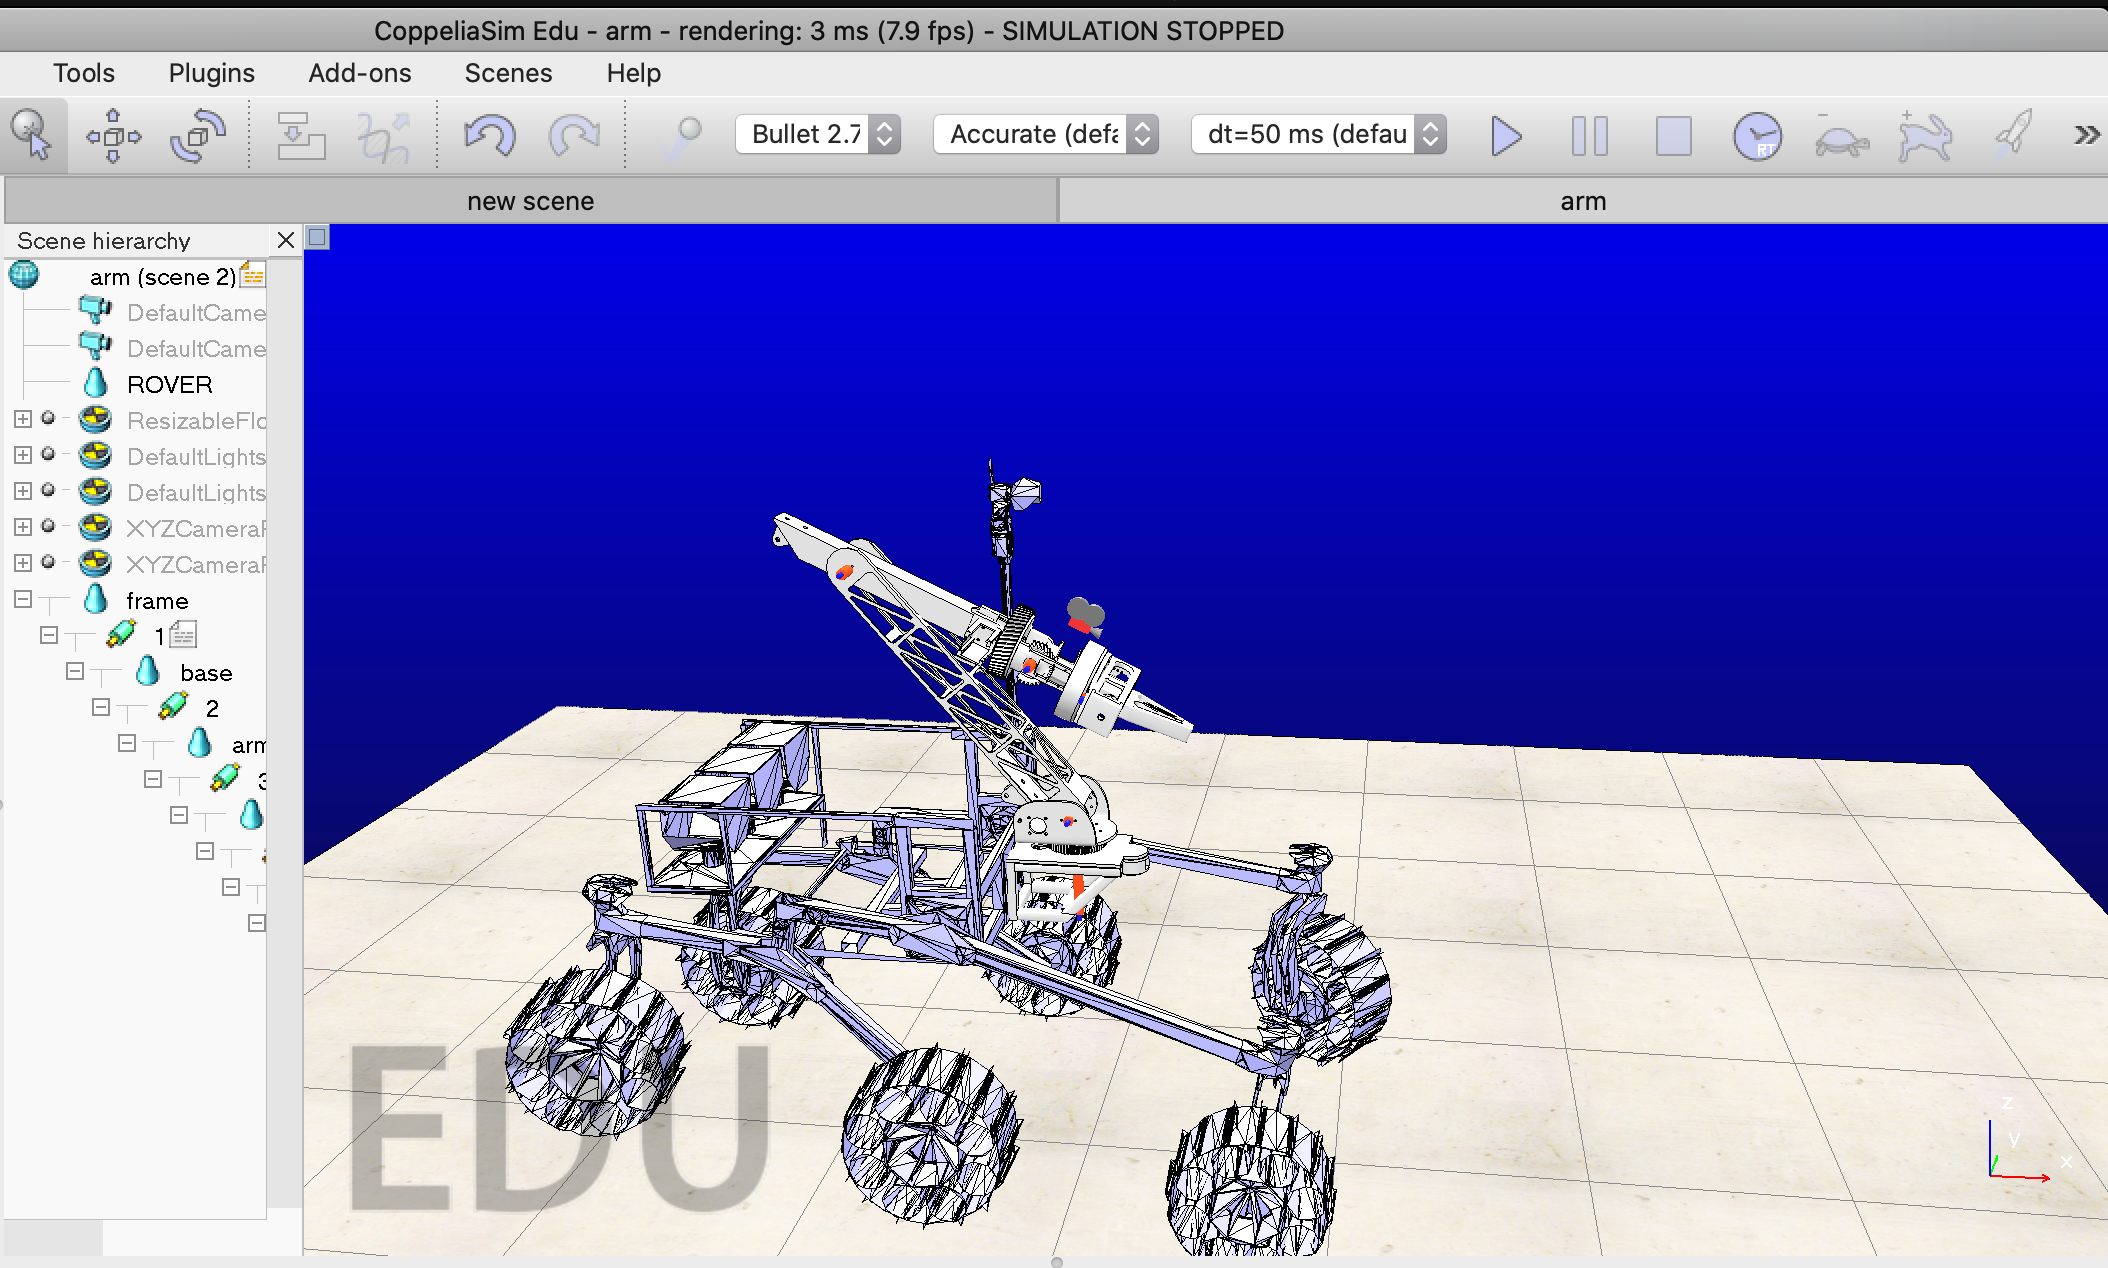 CoppeliaSim Edu - arm - rendering: 3 ms (7.9 fps) - SIMULATION STOPPED
Tools Plugins Add-ons Scenes Help
Bullet 2.7 Accurate (defa dt=50 ms (defau RT
new scene arm
Scene hierarchy
arm (scene 2)
DefaultCame
DefaultCame
ROVER
ResizableFlo
DefaultLights
DefaultLights
XYZCameraP
XYZCameraP
frame
1
base
2
arm
3
EDU
z
y
x